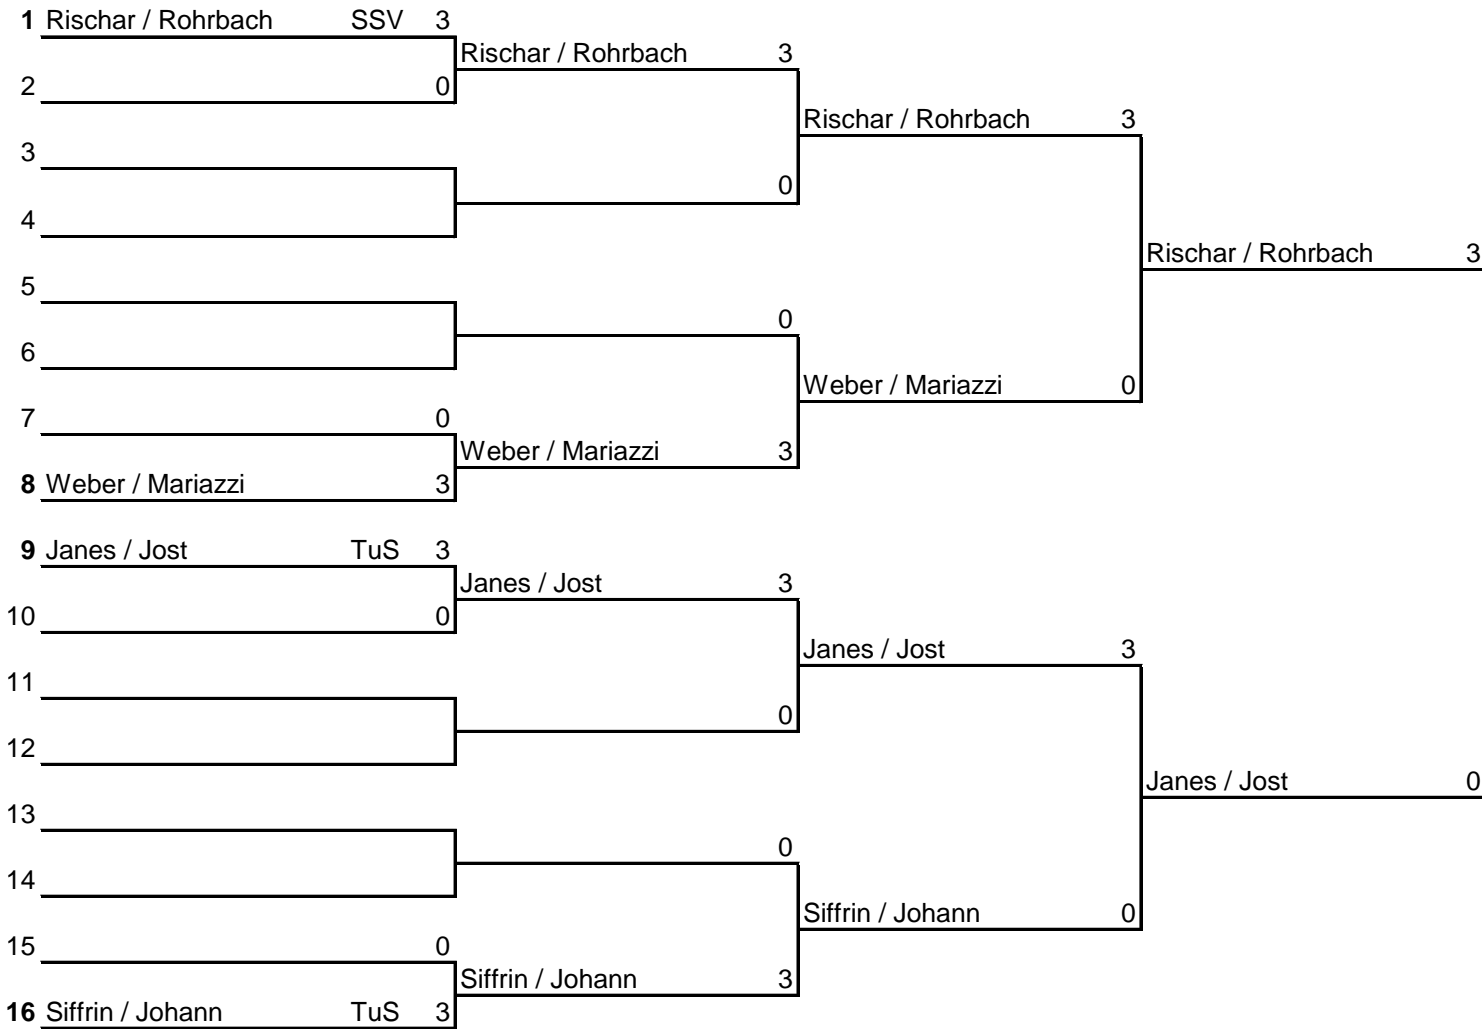 1 Rischar / Rohrbach SSV 3
Rischar / Rohrbach 3
2 0
Rischar / Rohrbach 3
3
0
4
Rischar / Rohrbach 3
5
0
6
Weber / Mariazzi 0
7 0
Weber / Mariazzi 3
8 Weber / Mariazzi 3
9 Janes / Jost TuS 3
Janes / Jost 3
10 0
Janes / Jost 3
11
0
12
Janes / Jost 0
13
0
14
Siffrin / Johann 0
15 0
Siffrin / Johann 3
16 Siffrin / Johann TuS 3